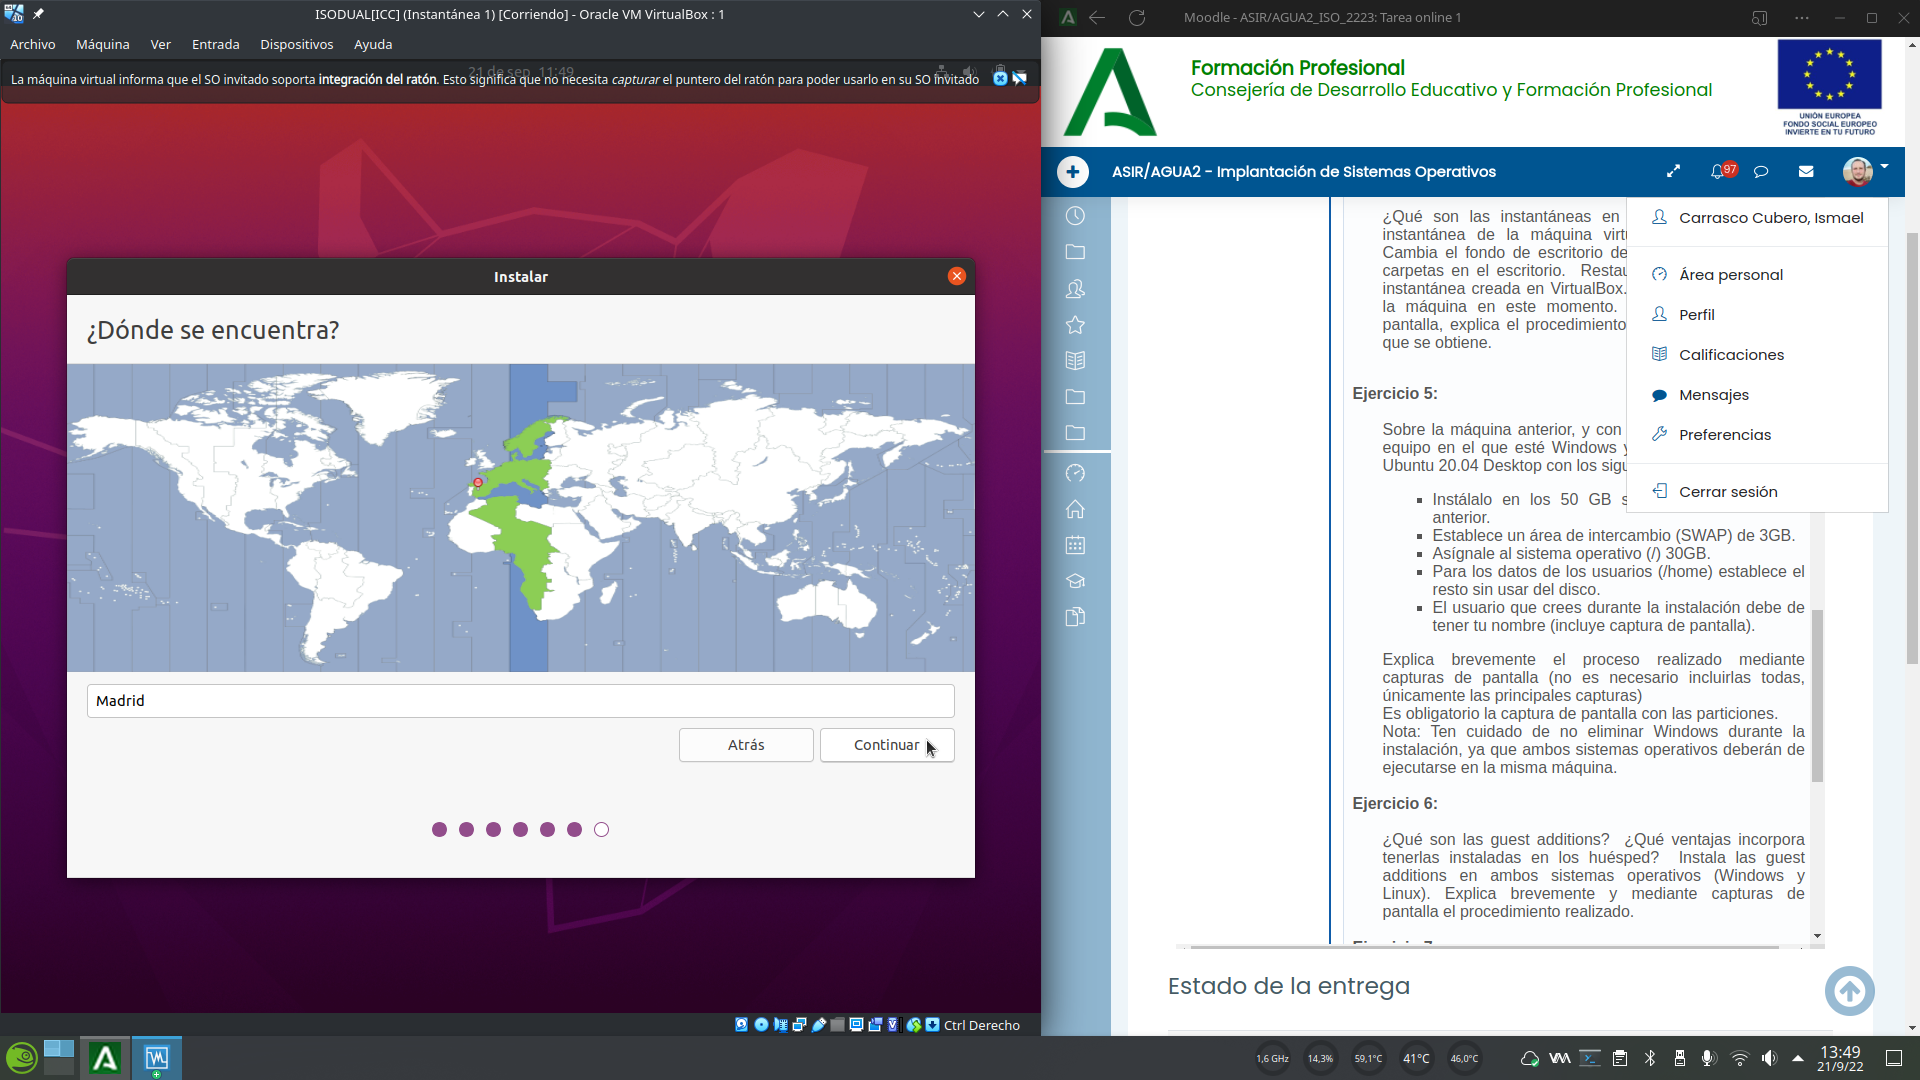 ISODUAL[ICC] (Instantánea 1) [Corriendo] - Oracle VM VirtualBox : 1
Archivo Máquina Ver Entrada Dispositivos Ayuda
21 de sep 11:49
La máquina virtual informa que el SO invitado soporta integración del ratón. Esto significa que no necesita capturar el puntero del ratón para poder usarlo en su SO invitado
Instalar
¿Dónde se encuentra?
Madrid
Atrás
Continuar
Ctrl Derecho
Moodle - ASIR/AGUA2_ISO_2223: Tarea online 1
Formación Profesional
Consejería de Desarrollo Educativo y Formación Profesional
UNIÓN EUROPEA
FONDO SOCIAL EUROPEO
INVIERTE EN TU FUTURO
ASIR/AGUA2 - Implantación de Sistemas Operativos
97
Carrasco Cubero, Ismael
Área personal
Perfil
Calificaciones
Mensajes
Preferencias
Cerrar sesión
¿Qué son las instantáneas en
instantánea de la máquina virtu
Cambia el fondo de escritorio de
carpetas en el escritorio. Restau
instantánea creada en VirtualBox.
la máquina en este momento.
pantalla, explica el procedimiento
que se obtiene.
Ejercicio 5:
Sobre la máquina anterior, y con
equipo en el que esté Windows y
Ubuntu 20.04 Desktop con los sigu
Instálalo en los 50 GB s
anterior.
Establece un área de intercambio (SWAP) de 3GB.
Asígnale al sistema operativo (/) 30GB.
Para los datos de los usuarios (/home) establece el
resto sin usar del disco.
El usuario que crees durante la instalación debe de
tener tu nombre (incluye captura de pantalla).
Explica brevemente el proceso realizado mediante
capturas de pantalla (no es necesario incluirlas todas,
únicamente las principales capturas)
Es obligatorio la captura de pantalla con las particiones.
Nota: Ten cuidado de no eliminar Windows durante la
instalación, ya que ambos sistemas operativos deberán de
ejecutarse en la misma máquina.
Ejercicio 6:
¿Qué son las guest additions? ¿Qué ventajas incorpora
tenerlas instaladas en los huésped? Instala las guest
additions en ambos sistemas operativos (Windows y
Linux). Explica brevemente y mediante capturas de
pantalla el procedimiento realizado.
Estado de la entrega
1,6 GHz
14,3%
59,1°C
41°C
46,0°C
13:49
21/9/22